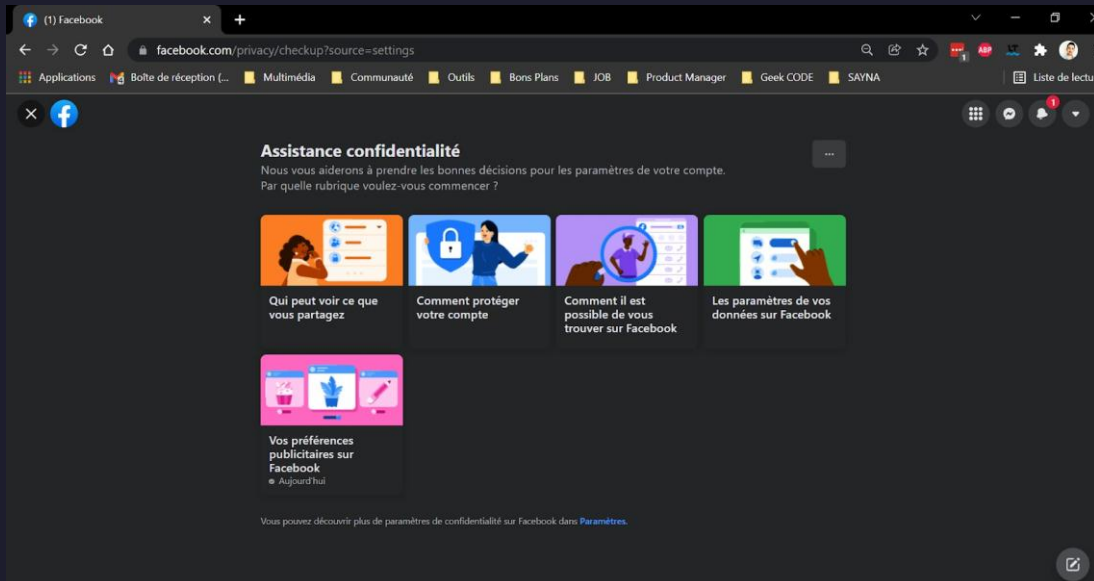 (1) Facebook
facebook.com/privacy/checkup?source=settings
1
ABP
Applications
Boîte de réception (...
Multimédia
Communauté
Outils
Bons Plans
JOB
Product Manager
Geek CODE
SAYNA
Liste de lectu
1
Assistance confidentialité
Nous vous aiderons à prendre les bonnes décisions pour les paramètres de votre compte.
Par quelle rubrique voulez-vous commencer ?
Qui peut voir ce que
vous partagez
Comment protéger
votre compte
Comment il est
possible de vous
trouver sur Facebook
Les paramètres de vos
données sur Facebook
Vos préférences
publicitaires sur
Facebook
Aujourd'hui
Vous pouvez découvrir plus de paramètres de confidentialité sur Facebook dans Paramètres.